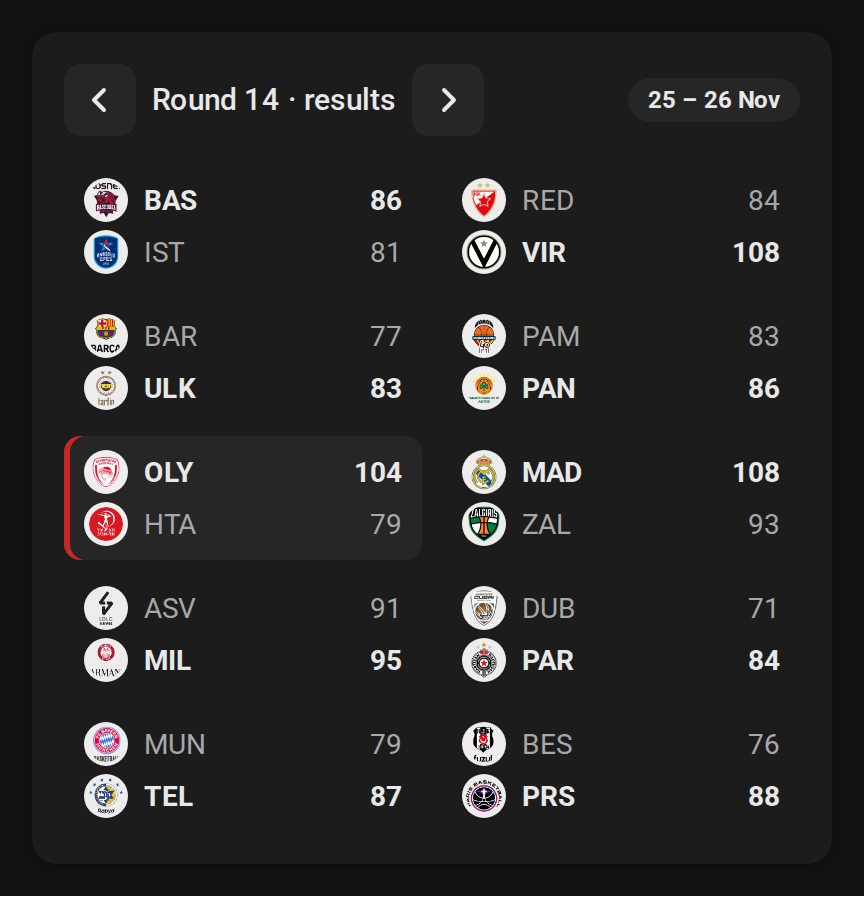 Round 14 · results
25 – 26 Nov
BAS 86
IST 81
RED 84
VIR 108
BAR 77
ULK 83
PAM 83
PAN 86
OLY 104
HTA 79
MAD 108
ZAL 93
ASV 91
MIL 95
DUB 71
PAR 84
MUN 79
TEL 87
BES 76
PRS 88